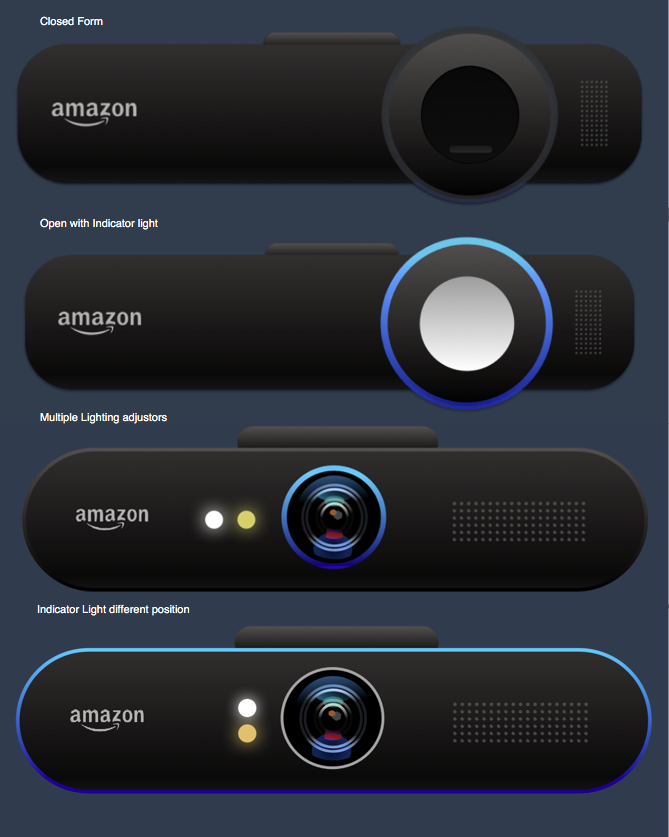 Closed Form
amazon
Open with Indicator light
amazon
Multiple Lighting adjustors
amazon
Indicator Light different position
amazon